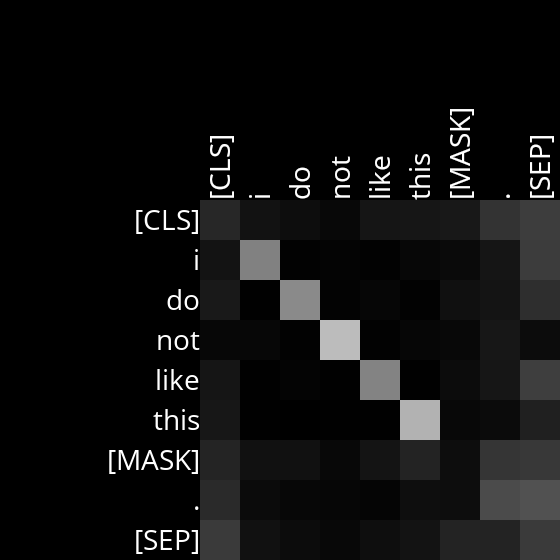 [CLS] i do not like this [MASK] . [SEP]
[CLS]
i
do
not
like
this
[MASK]
.
[SEP]